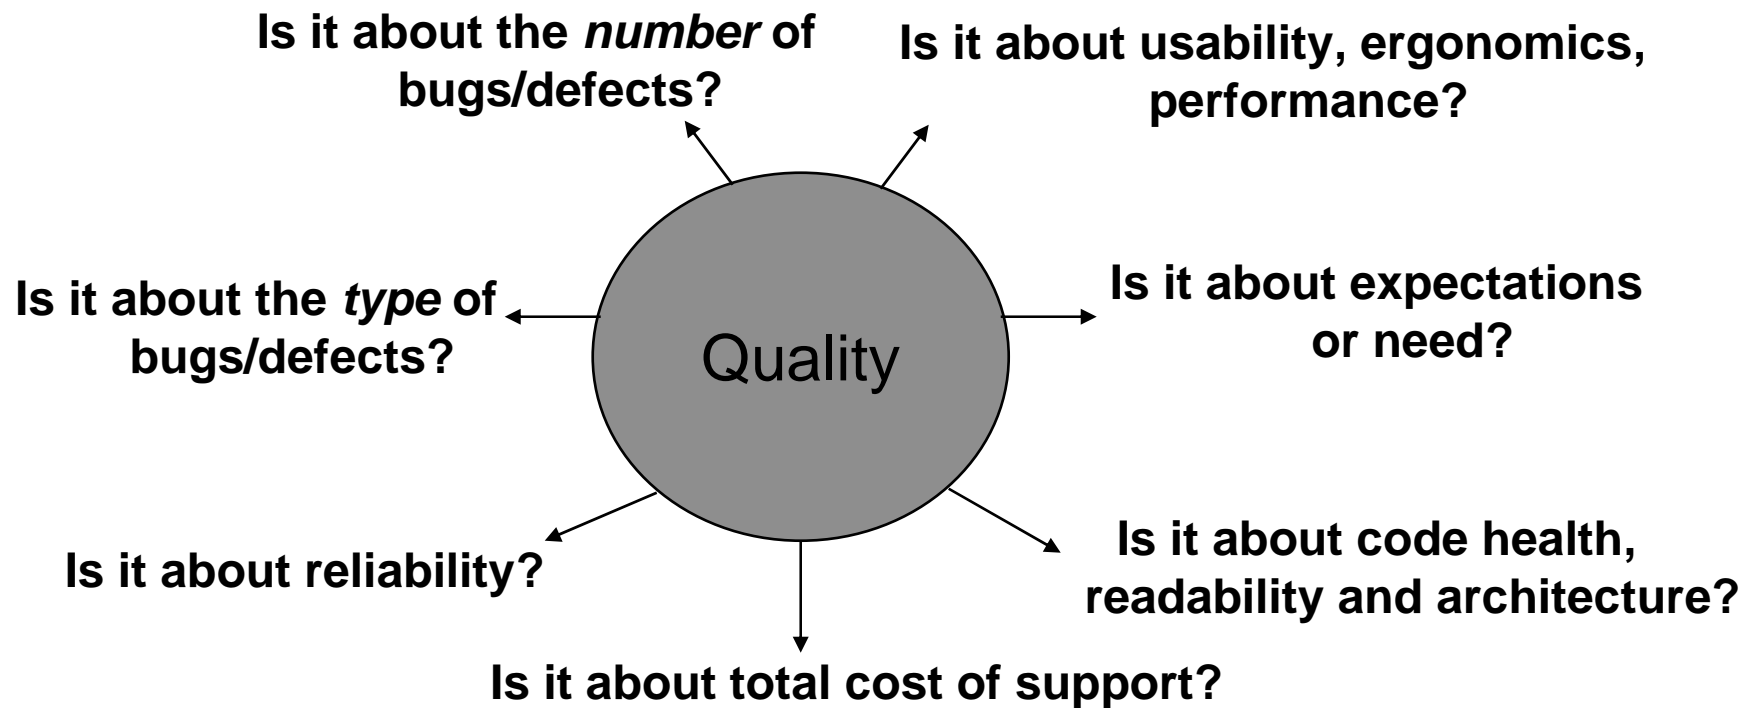 Is it about the number of
bugs/defects?
Is it about usability, ergonomics,
performance?
Is it about the type of
bugs/defects?
Quality
Is it about expectations
or need?
Is it about reliability?
Is it about code health,
readability and architecture?
Is it about total cost of support?